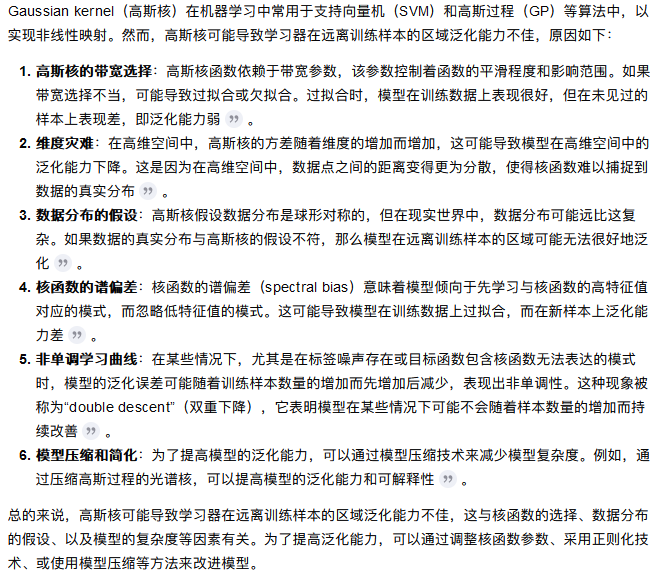 Gaussian kernel（高斯核）在机器学习中常用于支持向量机（SVM）和高斯过程（GP）等算法中，以
实现非线性映射。然而，高斯核可能导致学习器在远离训练样本的区域泛化能力不佳，原因如下：
1. 高斯核的带宽选择：高斯核函数依赖于带宽参数，该参数控制着函数的平滑程度和影响范围。如果
带宽选择不当，可能导致过拟合或欠拟合。过拟合时，模型在训练数据上表现很好，但在未见过的
样本上表现差，即泛化能力弱 。
2. 维度灾难：在高维空间中，高斯核的方差随着维度的增加而增加，这可能导致模型在高维空间中的
泛化能力下降。这是因为在高维空间中，数据点之间的距离变得更为分散，使得核函数难以捕捉到
数据的真实分布 。
3. 数据分布的假设：高斯核假设数据分布是球形对称的，但在现实世界中，数据分布可能远比这复
杂。如果数据的真实分布与高斯核的假设不符，那么模型在远离训练样本的区域可能无法很好地泛
化 。
4. 核函数的谱偏差：核函数的谱偏差（spectral bias）意味着模型倾向于先学习与核函数的高特征值
对应的模式，而忽略低特征值的模式。这可能导致模型在训练数据上过拟合，而在新样本上泛化能
力差 。
5. 非单调学习曲线：在某些情况下，尤其是在标签噪声存在或目标函数包含核函数无法表达的模式
时，模型的泛化误差可能随着训练样本数量的增加而先增加后减少，表现出非单调性。这种现象被
称为“double descent”（双重下降），它表明模型在某些情况下可能不会随着样本数量的增加而持
续改善 。
6. 模型压缩和简化：为了提高模型的泛化能力，可以通过模型压缩技术来减少模型复杂度。例如，通
过压缩高斯过程的光谱核，可以提高模型的泛化能力和可解释性 。
总的来说，高斯核可能导致学习器在远离训练样本的区域泛化能力不佳，这与核函数的选择、数据分布
的假设、以及模型的复杂度等因素有关。为了提高泛化能力，可以通过调整核函数参数、采用正则化技
术、或使用模型压缩等方法来改进模型。